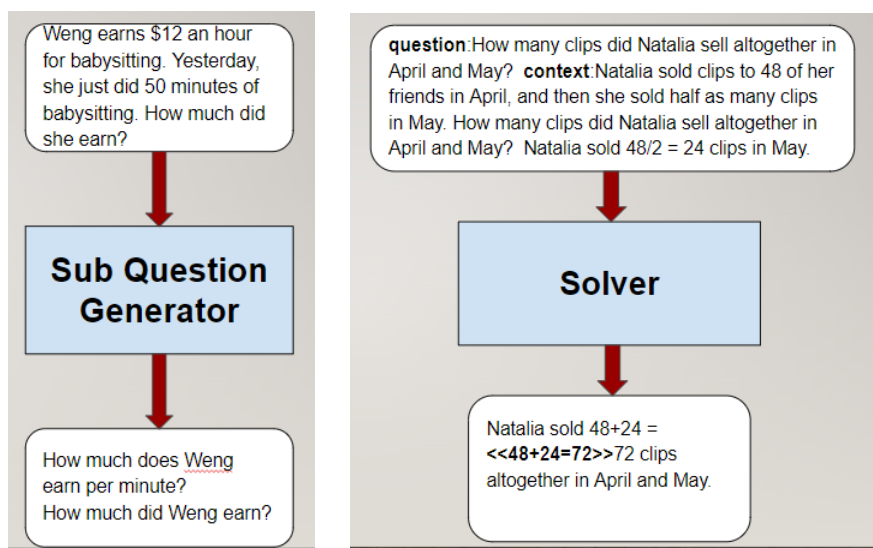 Weng earns $12 an hour
for babysitting. Yesterday,
she just did 50 minutes of
babysitting. How much did
she earn?
Sub Question
Generator
How much does Weng
earn per minute?
How much did Weng earn?
question:How many clips did Natalia sell altogether in
April and May?  context:Natalia sold clips to 48 of her
friends in April, and then she sold half as many clips
in May. How many clips did Natalia sell altogether in
April and May?  Natalia sold 48/2 = 24 clips in May.
Solver
Natalia sold 48+24 =
<<48+24=72>>72 clips
altogether in April and May.